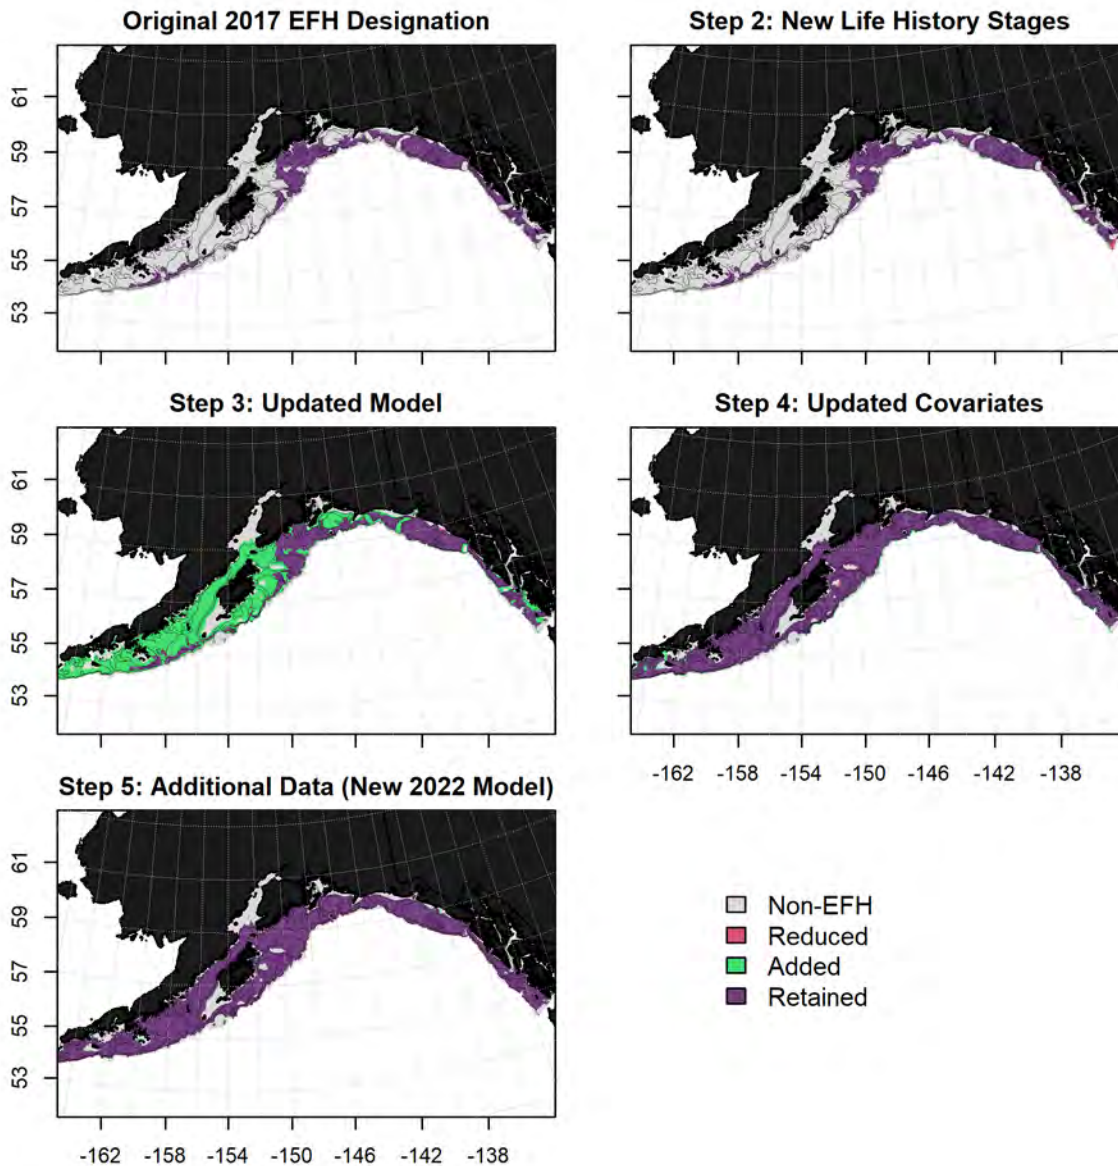 Original 2017 EFH Designation
Step 2: New Life History Stages
61
59
57
55
53
Step 3: Updated Model
Step 4: Updated Covariates
61
59
57
55
53
-162 -158 -154 -150 -146 -142 -138
Step 5: Additional Data (New 2022 Model)
61
59
57
55
53
Non-EFH
Reduced
Added
Retained
-162 -158 -154 -150 -146 -142 -138